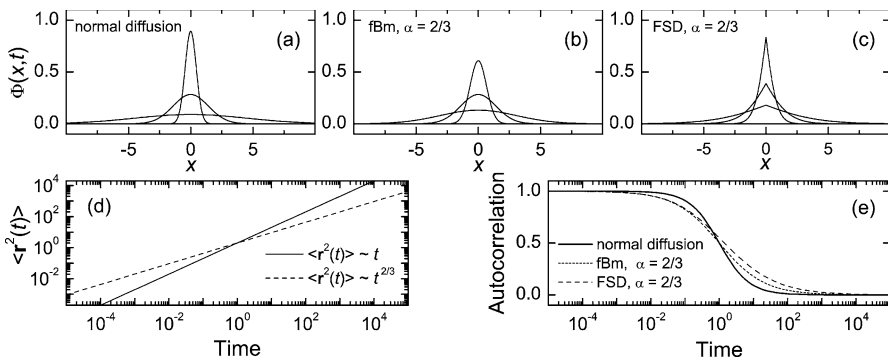 normal diffusion
(a)
fBm, α = 2/3
(b)
FSD, α = 2/3
(c)
Φ(x,t)
1.0
0.5
0.0
-5 0 5
x
1.0
0.5
0.0
-5 0 5
x
1.0
0.5
0.0
-5 0 5
x
(d)
<r²(t)>
10⁴
10²
10⁰
10⁻²
<r²(t)> ~ t
<r²(t)> ~ t^2/3
10⁻⁴ 10⁻² 10⁰ 10² 10⁴
Time
(e)
Autocorrelation
1.0
0.5
0.0
normal diffusion
fBm, α = 2/3
FSD, α = 2/3
10⁻⁴ 10⁻² 10⁰ 10² 10⁴
Time